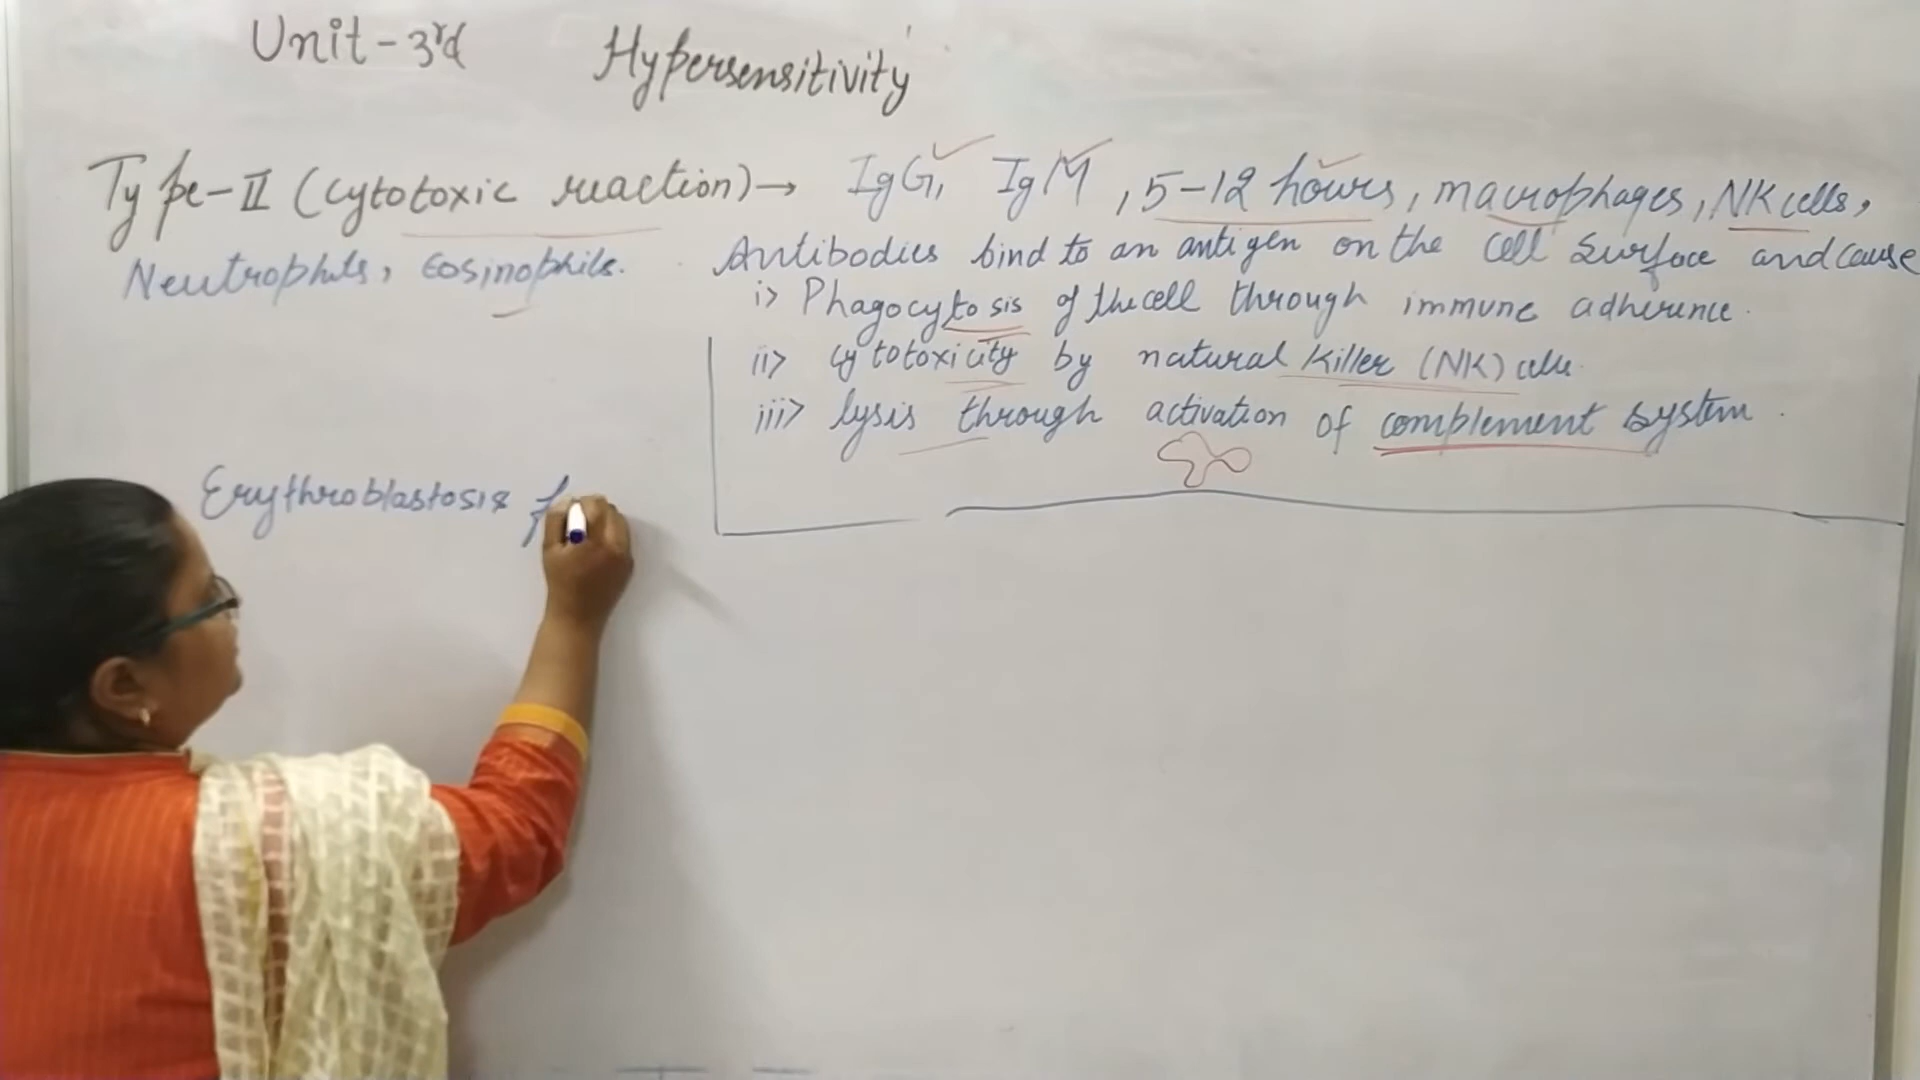 Unit-3rd Hypersensitivity
Type-II (Cytotoxic reaction)→ IgG, IgM, 5-12 hours, macrophages, NK cells,
Neutrophils, Eosinophils. Antibodies bind to an antigen on the cell surface and cause
i> Phagocytosis of the cell through immune adherence.
ii> Cytotoxicity by natural killer (NK) cells.
iii> lysis through activation of complement system.
Erythroblastosis